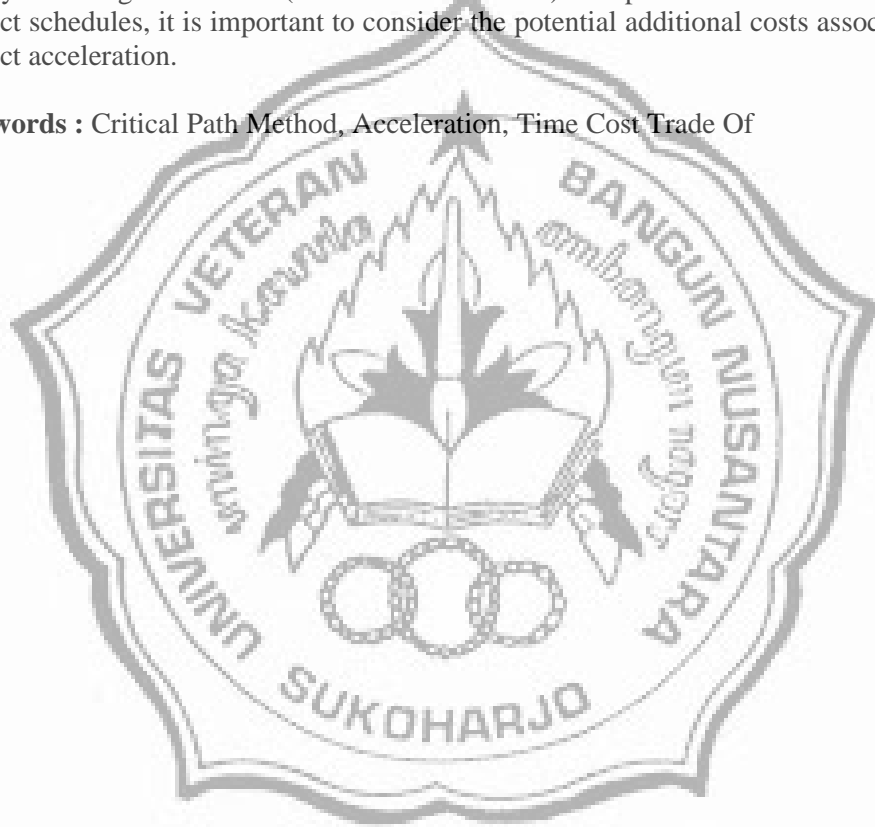 ct schedules, it is important to consider the potential additional costs assoc
ct acceleration.
words : Critical Path Method, Acceleration, Time Cost Trade Of
UNIVERSITAS VETERAN BANGUN NUSANTARA
SUKOHARJO